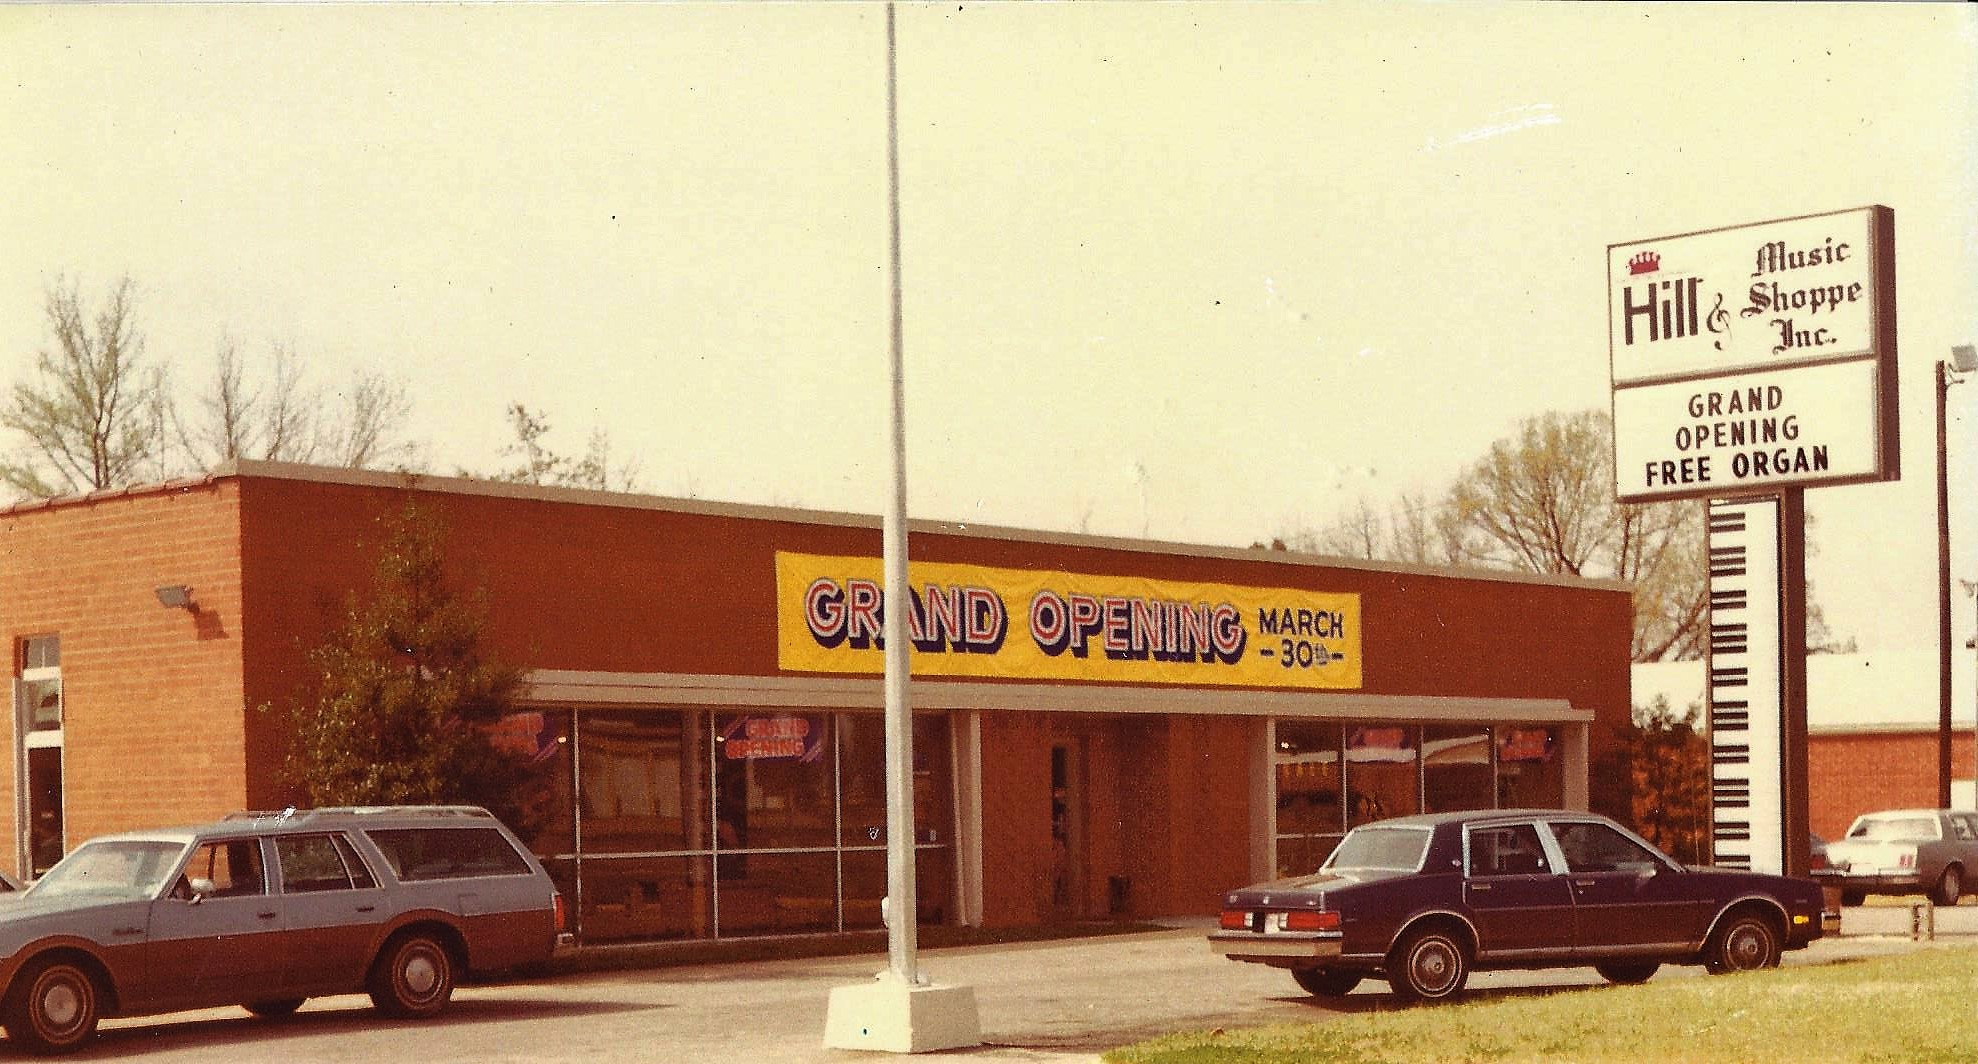 Hill & Music
Shoppe
Inc.
GRAND
OPENING
FREE ORGAN
GRAND OPENING MARCH
-30th-
GRAND
OPENING